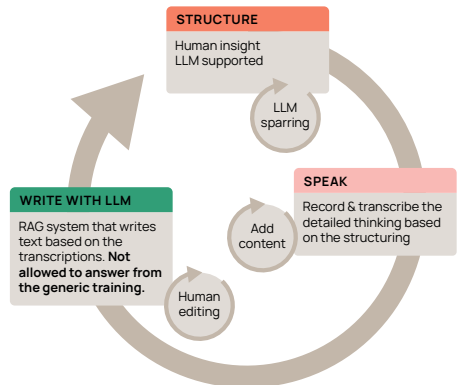 STRUCTURE
Human insight
LLM supported
LLM
sparring
SPEAK
Record & transcribe the
detailed thinking based
on the structuring
Add
content
WRITE WITH LLM
RAG system that writes
text based on the
transcriptions. Not
allowed to answer from
the generic training.
Human
editing